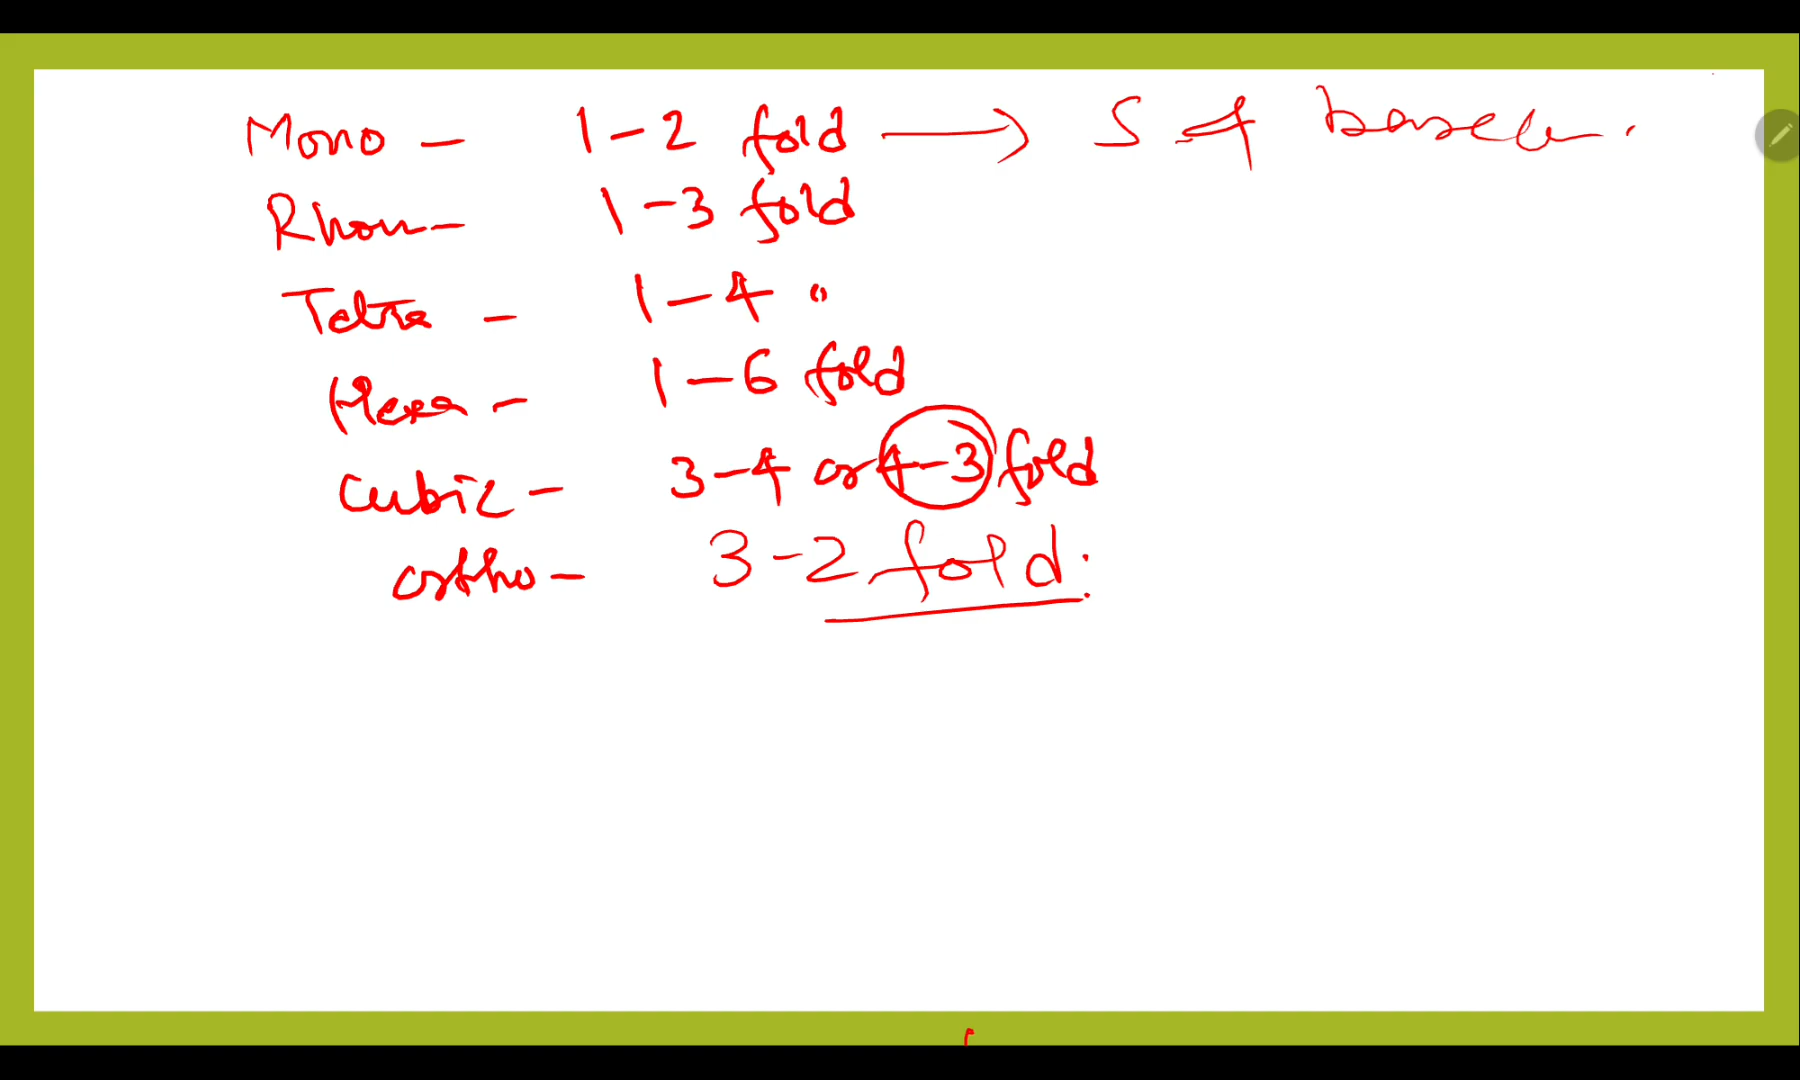 Mono - 1-2 fold → S
Rhom- 1-3 fold
Tetra - 1-4 "
Hexa - 1-6 fold
Cubic - 3-4 or 4-3 fold
ortho - 3-2 fold.